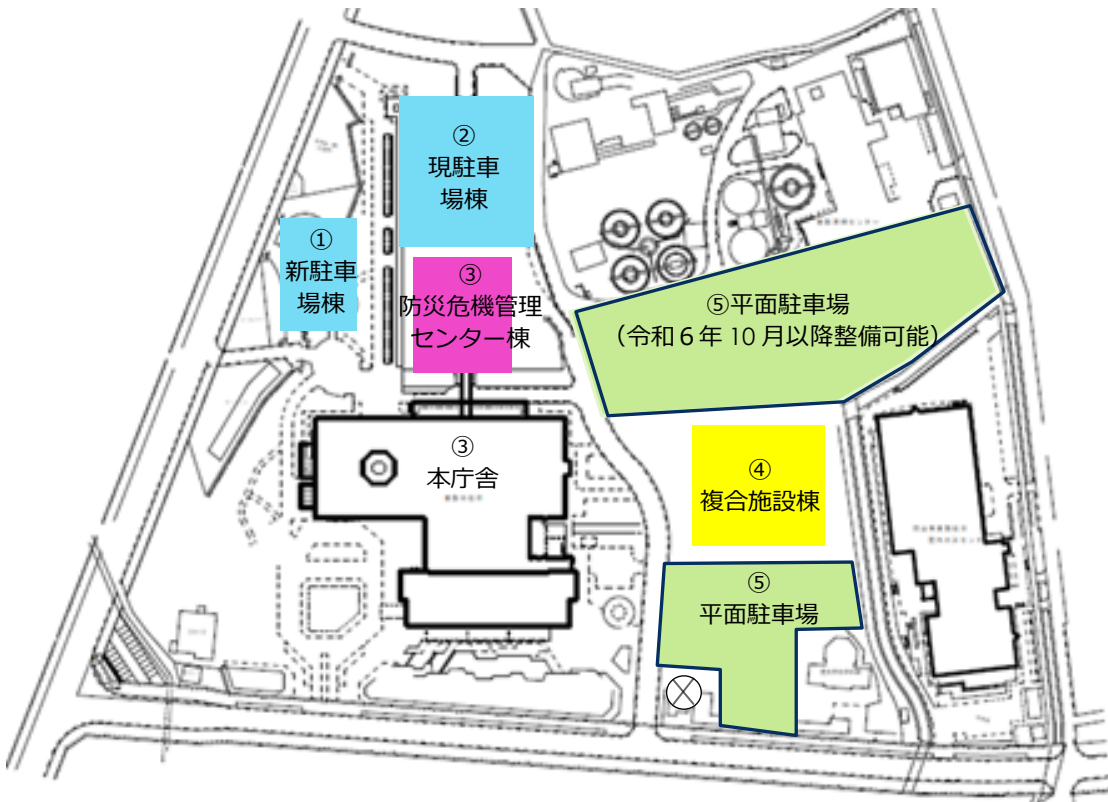 ②
現駐車
場棟
①
新駐車
場棟
③
防災危機管理
センター棟
⑤平面駐車場
（令和６年 10 月以降整備可能）
③
本庁舎
④
複合施設棟
⑤
平面駐車場